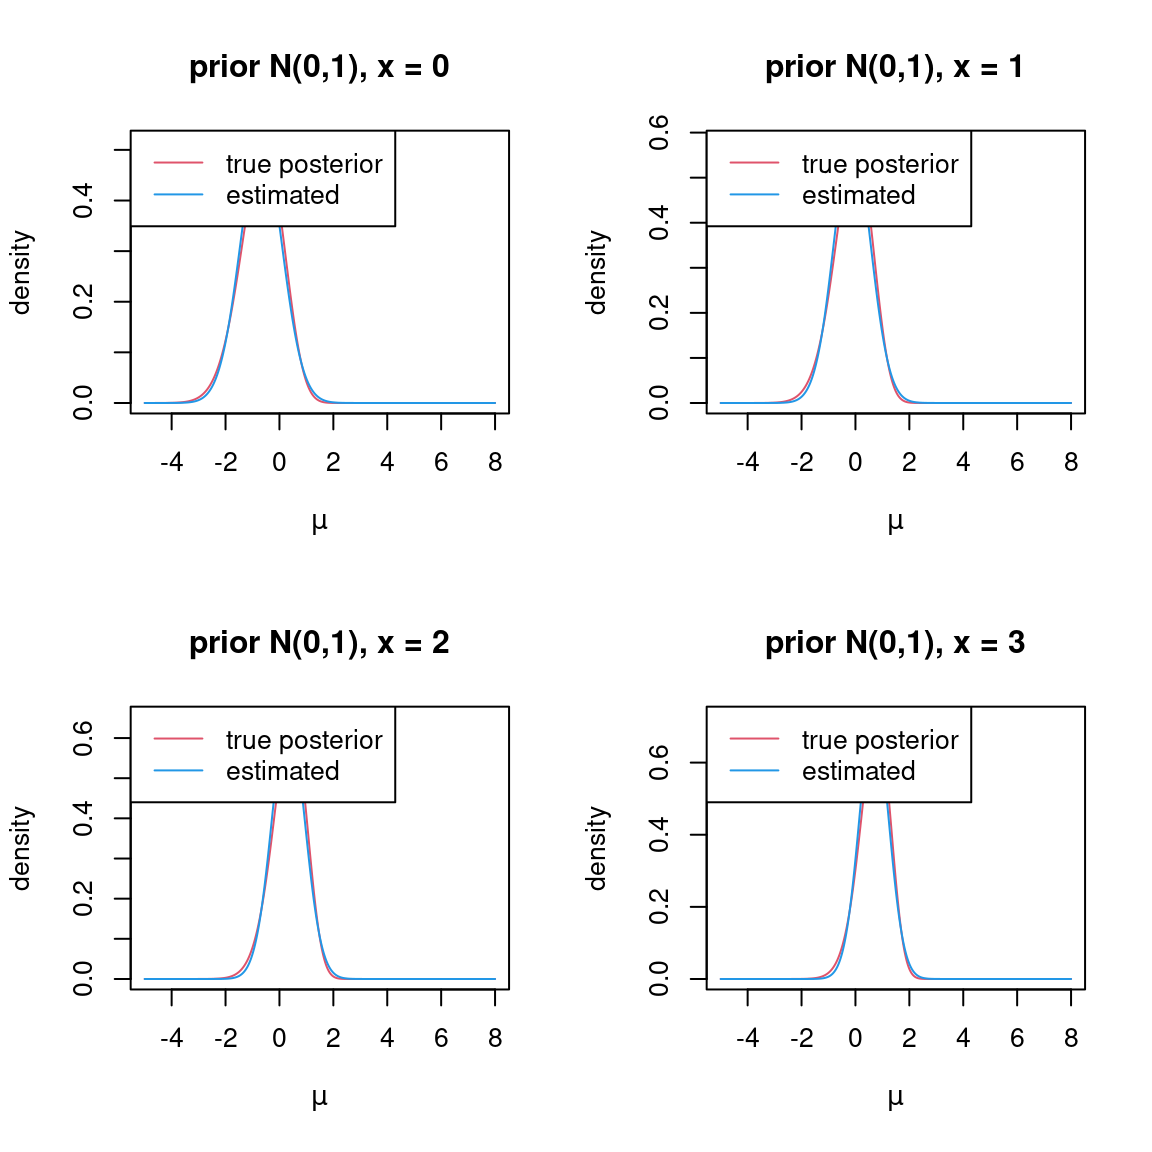 prior N(0,1), x = 0
true posterior
estimated
density
0.0
0.2
0.4
-4 -2 0 2 4 6 8
μ
prior N(0,1), x = 1
true posterior
estimated
density
0.0
0.2
0.4
0.6
-4 -2 0 2 4 6 8
μ
prior N(0,1), x = 2
true posterior
estimated
density
0.0
0.2
0.4
0.6
-4 -2 0 2 4 6 8
μ
prior N(0,1), x = 3
true posterior
estimated
density
0.0
0.2
0.4
0.6
-4 -2 0 2 4 6 8
μ